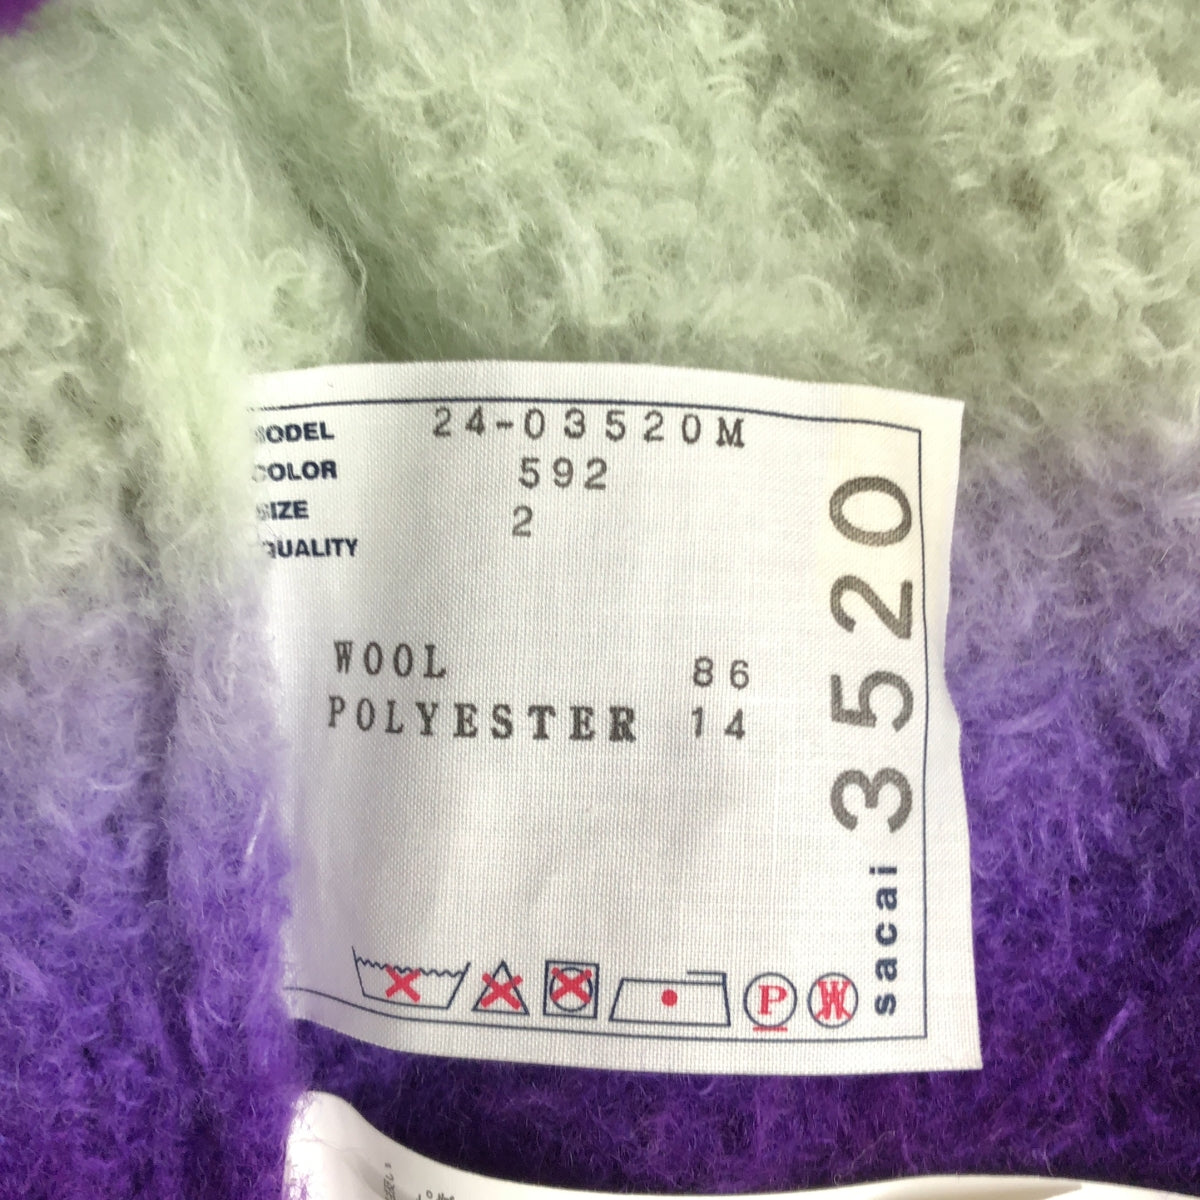 MODEL 24-03520M
COLOR 592
SIZE 2
QUALITY
WOOL 86
POLYESTER 14
P W
sacai 3520